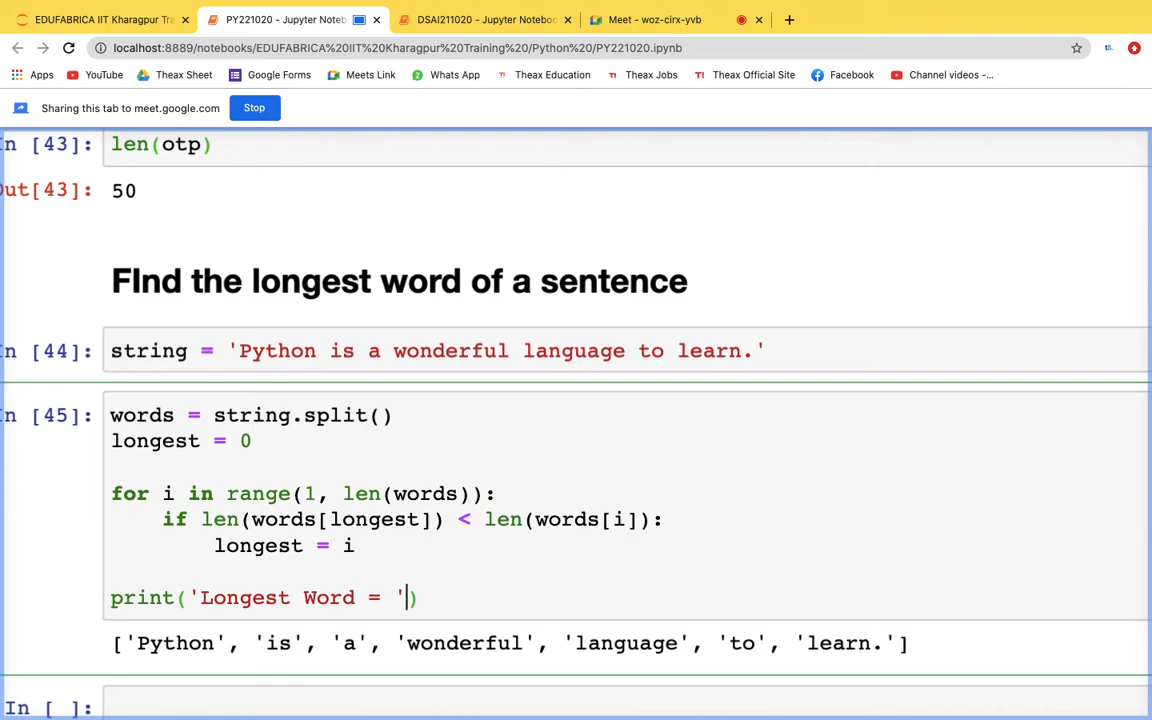 EDUFABRICA IIT Kharagpur Tra
PY221020 - Jupyter Noteb
DSAI211020 - Jupyter Notebo
Meet - woz-cirx-yvb
localhost:8889/notebooks/EDUFABRICA%20IIT%20Kharagpur%20Training%20/Python%20/PY221020.ipynb
Apps YouTube Theax Sheet Google Forms Meets Link Whats App Theax Education Theax Jobs Theax Official Site Facebook Channel videos -...
Sharing this tab to meet.google.com Stop
n [43]: len(otp)
ut[43]: 50
FInd the longest word of a sentence
n [44]: string = 'Python is a wonderful language to learn.'
n [45]: words = string.split()
longest = 0
for i in range(1, len(words)):
if len(words[longest]) < len(words[i]):
longest = i
print('Longest Word = ')
['Python', 'is', 'a', 'wonderful', 'language', 'to', 'learn.']
In [ ]: